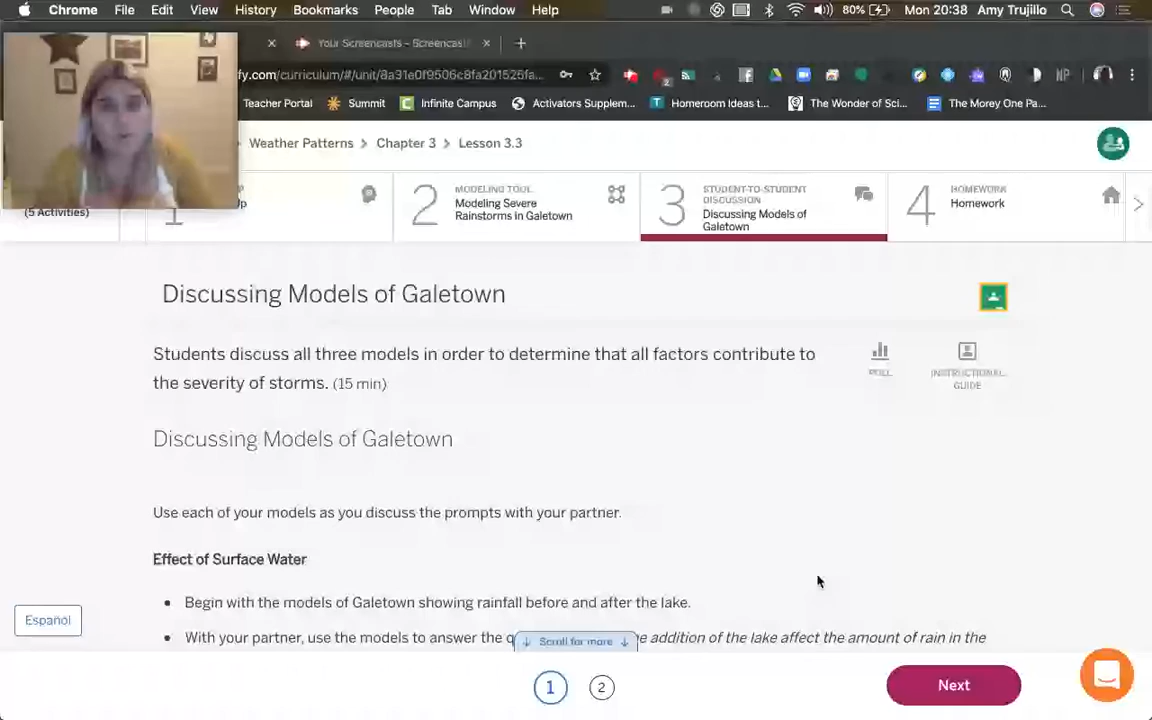 Chrome File Edit View History Bookmarks People Tab Window Help 80% Mon 20:38 Amy Trujillo
Your Screencasts - Screencasti
fy.com/curriculum/#/unit/8a31e0f9506c8fa201525fa...
Teacher Portal Summit Infinite Campus Activators Supplem... Homeroom Ideas t... The Wonder of Sci... The Morey One Pa...
Weather Patterns > Chapter 3 > Lesson 3.3
(5 Activities)
1
2 MODELING TOOL
Modeling Severe
Rainstorms in Galetown
3 STUDENT-TO-STUDENT
DISCUSSION
Discussing Models of
Galetown
4 HOMEWORK
Homework
Discussing Models of Galetown
Students discuss all three models in order to determine that all factors contribute to
the severity of storms. (15 min)
POLL
INSTRUCTIONAL
GUIDE
Discussing Models of Galetown
Use each of your models as you discuss the prompts with your partner.
Effect of Surface Water
• Begin with the models of Galetown showing rainfall before and after the lake.
• With your partner, use the models to answer the addition of the lake affect the amount of rain in the
Scroll for more
Español
1 2
Next